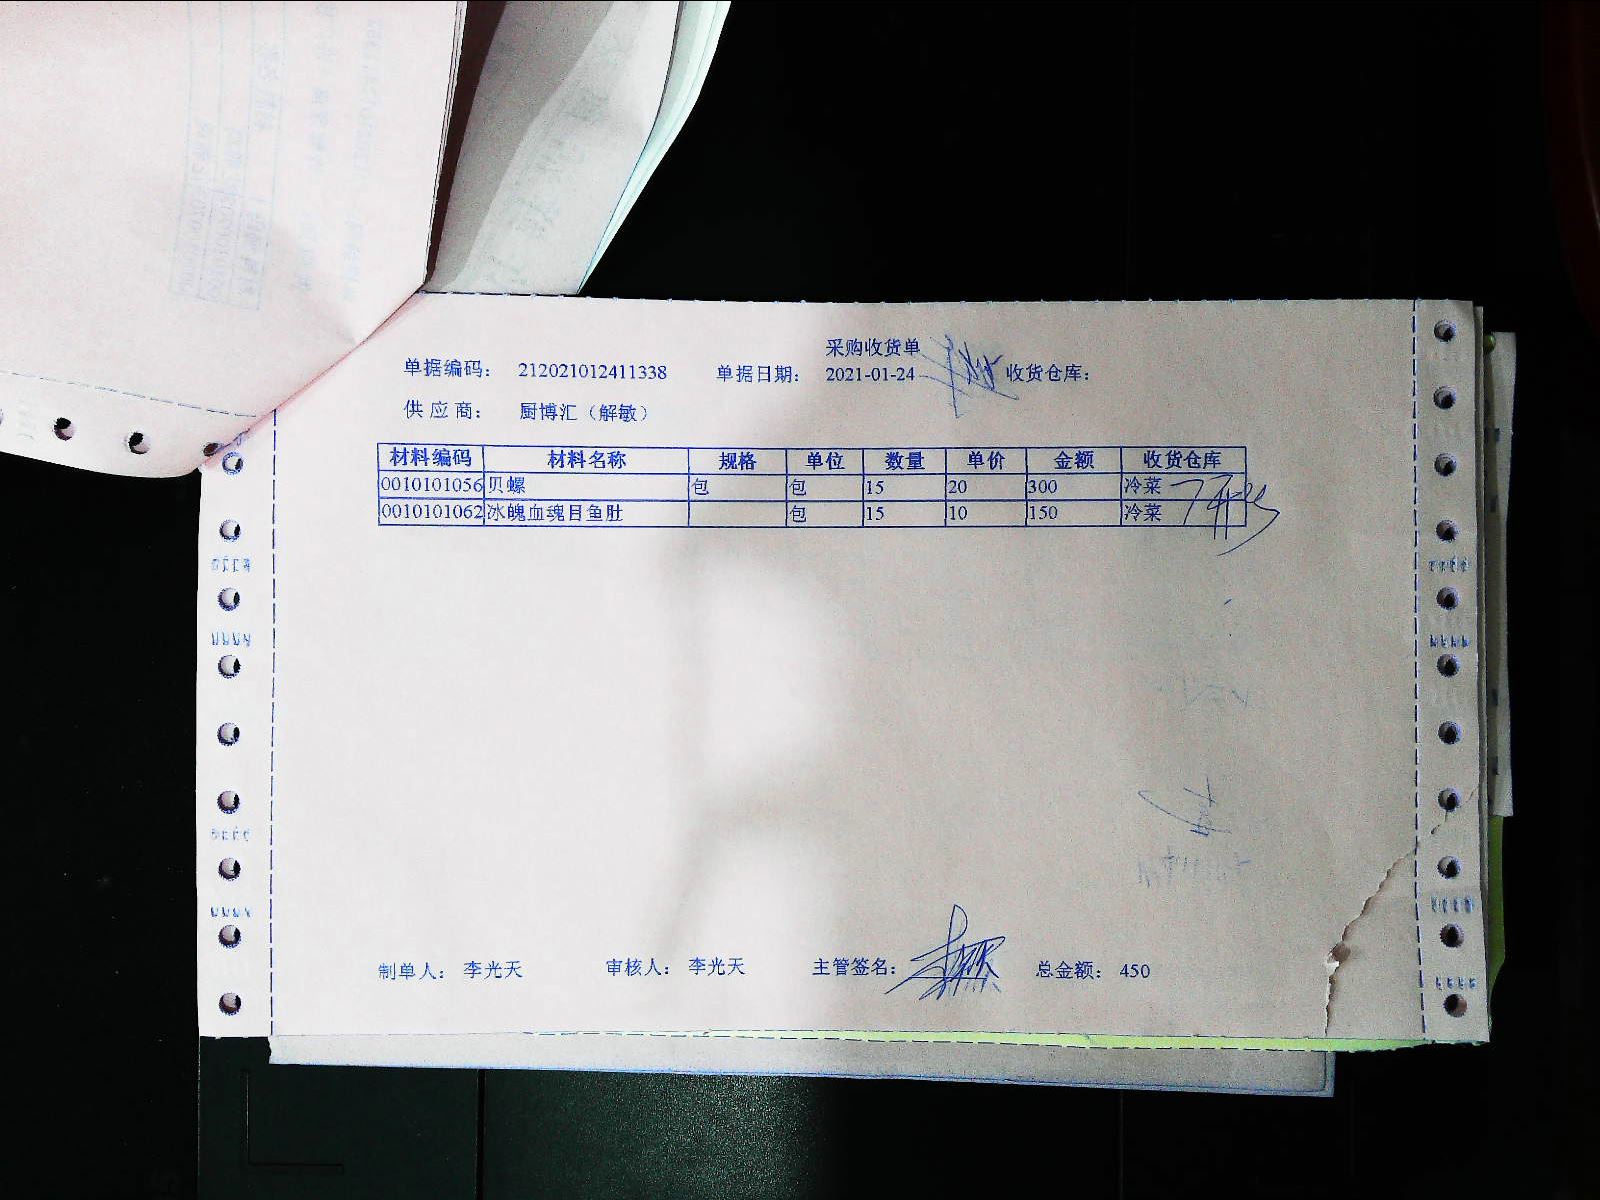 采购收货单
单据编码： 212021012411338 单据日期： 2021-01-24 收货仓库：
供应商： 厨博汇（解敏）
材料编码 材料名称 规格 单位 数量 单价 金额 收货仓库
0010101056 贝螺 包 包 15 20 300 冷菜
0010101062 冰魄血魂目鱼肚 包 15 10 150 冷菜
制单人： 李光天 审核人： 李光天 主管签名： 总金额： 450